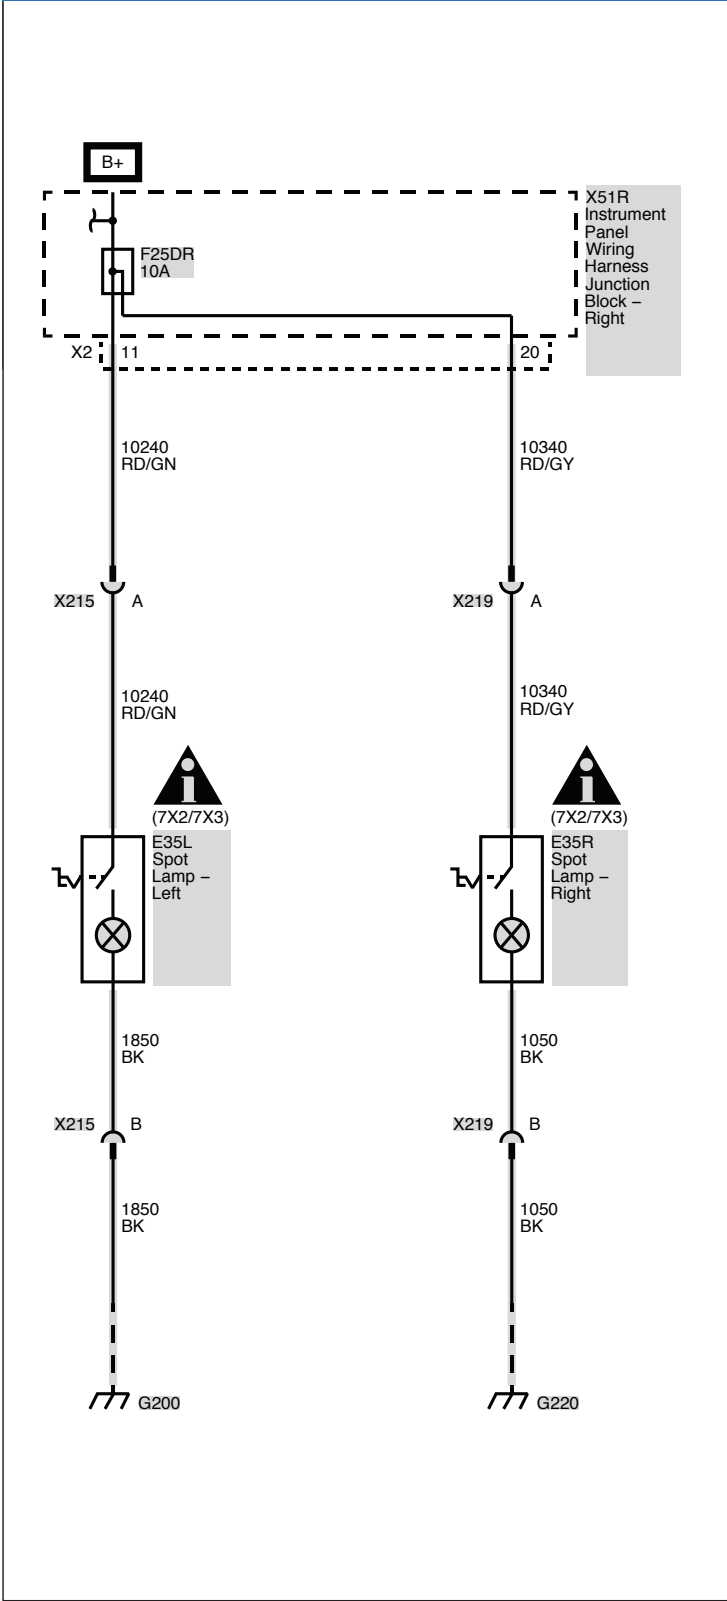 B+
X51R
Instrument
Panel
Wiring
Harness
Junction
Block –
Right
F25DR
10A
X2 11 20
10240
RD/GN
10340
RD/GY
X215 A
X219 A
10240
RD/GN
10340
RD/GY
i
(7X2/7X3)
i
(7X2/7X3)
E35L
Spot
Lamp –
Left
E35R
Spot
Lamp –
Right
1850
BK
1050
BK
X215 B
X219 B
1850
BK
1050
BK
G200
G220